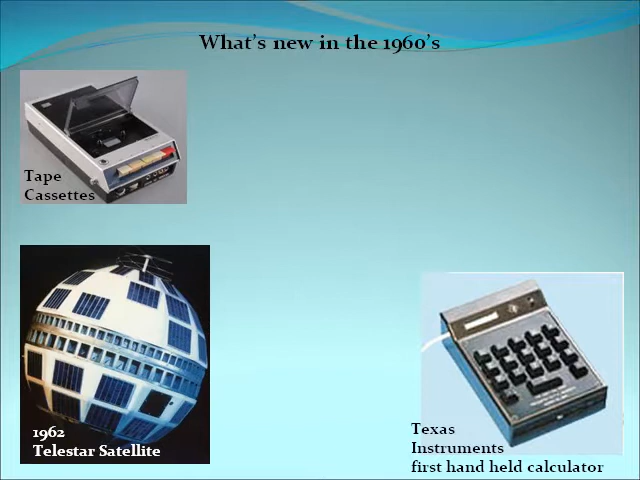 What's new in the 1960's
Tape
Cassettes
1962
Telestar Satellite
Texas
Instruments
first hand held calculator